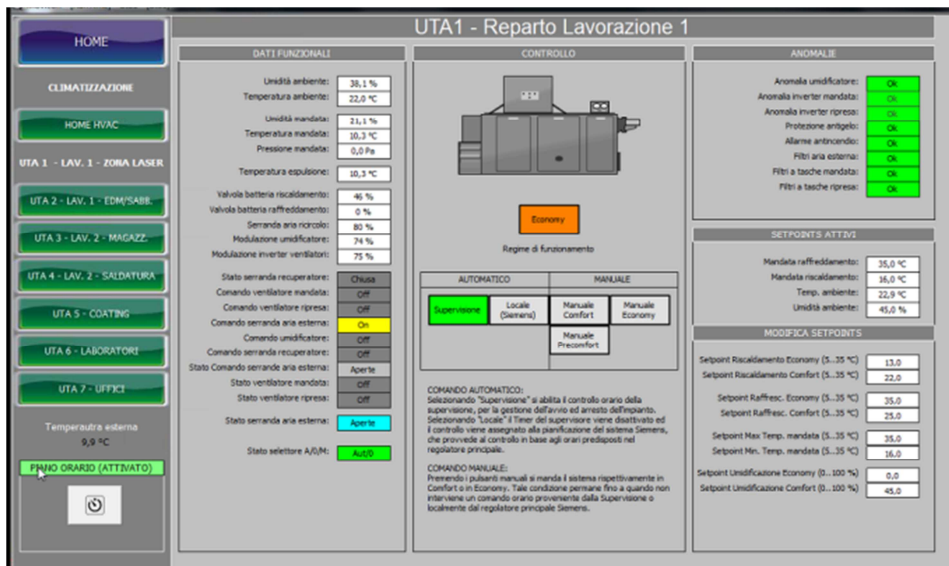 UTA1 - Reparto Lavorazione 1
HOME
CLIMATIZZAZIONE
HOME HVAC
UTA 1 - LAV. 1 - ZONA LASER
UTA 2 - LAV. 1 - EDM/SABB.
UTA 3 - LAV. 2 - MAGAZZ.
UTA 4 - LAV. 2 - SALDATURA
UTA 5 - COATING
UTA 6 - LABORATORI
UTA 7 - UFFICI
Temperautra esterna
9,9 °C
PIANO ORARIO (ATTIVATO)
DATI FUNZIONALI
Umidità ambiente: 38,1 %
Temperatura ambiente: 22,0 °C
Umidità mandata: 21,1 %
Temperatura mandata: 10,3 °C
Pressione mandata: 0,0 Pa
Temperatura espulsione: 10,3 °C
Valvola batteria riscaldamento: 46 %
Valvola batteria raffreddamento: 0 %
Serranda aria ricircolo: 80 %
Modulazione umidificatore: 74 %
Modulazione inverter ventilatori: 75 %
Stato serranda recuperatore: Chiusa
Comando ventilatore mandata: Off
Comando ventilatore ripresa: Off
Comando serranda aria esterna: On
Comando umidificatore: Off
Comando serranda recuperatore: Off
Stato Comando serranda aria esterna: Aperte
Stato ventilatore mandata: Off
Stato ventilatore ripresa: Off
Stato serranda aria esterna: Aperte
Stato selettore A/0/M: Aut/0
CONTROLLO
Economy
Regime di funzionamento
AUTOMATICO MANUALE
Supervisione Locale (Siemens) Manuale Comfort Manuale Economy
Manuale Precomfort
COMANDO AUTOMATICO:
Selezionando "Supervisione" si abilita il controllo orario della
supervisione, per la gestione dell'avvio ed arresto dell'impianto.
Selezionando "Locale" il Timer del supervisore viene disattivato ed
il controllo viene assegnato alla pianificazione del sistema Siemens,
che provvede al controllo in base agli orari predisposti nel
regolatore principale.
COMANDO MANUALE:
Premendo i pulsanti manuali si manda il sistema rispettivamente in
Comfort o in Economy. Tale condizione permane fino a quando non
interviene un comando orario proveniente dalla Supervisione o
localmente dal regolatore principale Siemens.
ANOMALIE
Anomalia umidificatore: Ok
Anomalia inverter mandata: Ok
Anomalia inverter ripresa: Ok
Protezione antigelo: Ok
Allarme antincendio: Ok
Filtri aria esterna: Ok
Filtri a tasche mandata: Ok
Filtri a tasche ripresa: Ok
SETPOINTS ATTIVI
Mandata raffreddamento: 35,0 °C
Mandata riscaldamento: 16,0 °C
Temp. ambiente: 22,9 °C
Umidità ambiente: 45,0 %
MODIFICA SETPOINTS
Setpoint Riscaldamento Economy (5...35 °C) 13,0
Setpoint Riscaldamento Comfort (5...35 °C) 22,0
Setpoint Raffresc. Economy (5...35 °C) 35,0
Setpoint Raffresc. Comfort (5...35 °C) 25,0
Setpoint Max Temp. mandata (5...35 °C) 35,0
Setpoint Min. Temp. mandata (5...35 °C) 16,0
Setpoint Umidificazione Economy (0...100 %) 0,0
Setpoint Umidificazione Comfort (0...100 %) 45,0